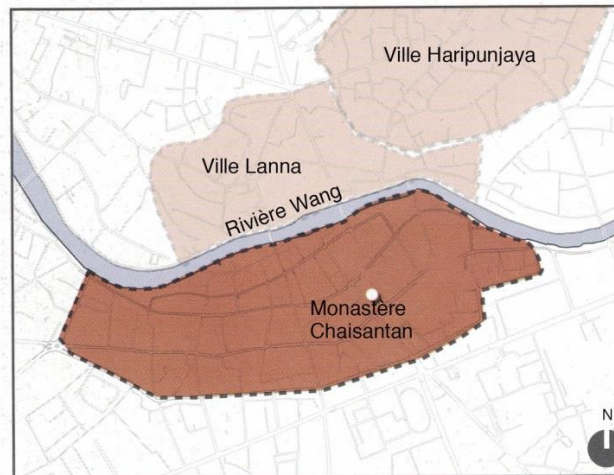 Ville Haripunjaya
Ville Lanna
Rivière Wang
Monastère
Chaisantan
N